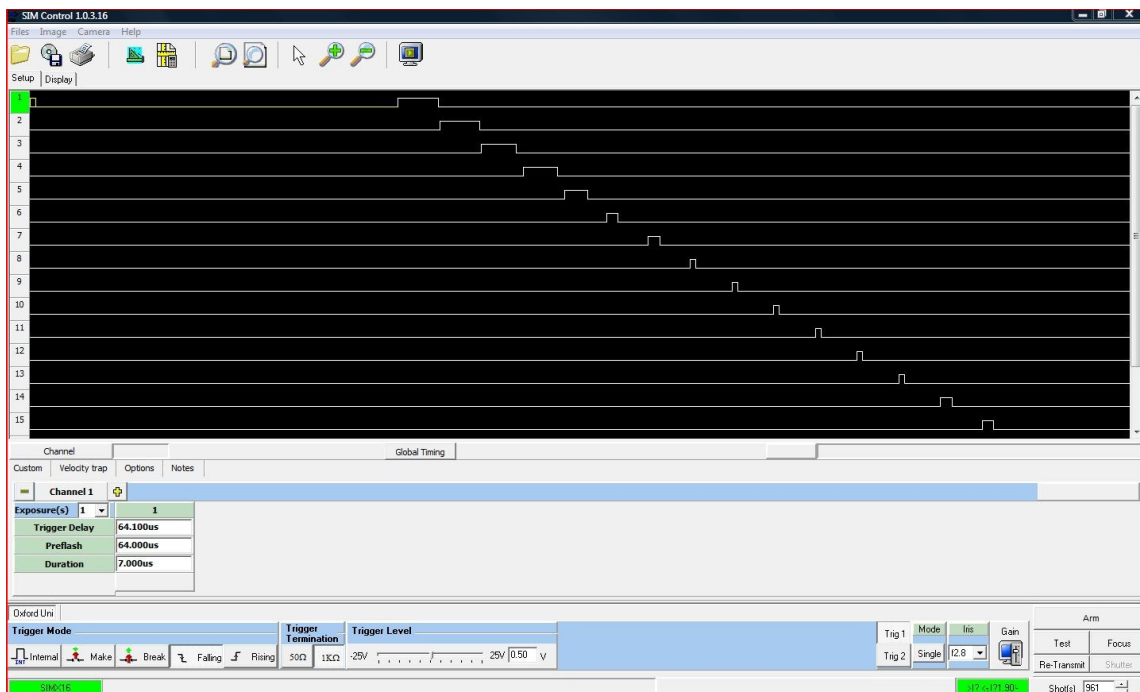 SIM Control 1.0.3.16
Files Image Camera Help
Setup Display
1
2
3
4
5
6
7
8
9
10
11
12
13
14
15
Channel Global Timing
Custom Velocity trap Options Notes
Channel 1
Exposure(s) 1 1
Trigger Delay 64.100us
Preflash 64.000us
Duration 7.000us
Oxford Uni
Trigger Mode Trigger Termination Trigger Level
INT Internal Make Break Falling Rising 50Ω 1KΩ -25V 25V 0.50 V
Trig 1 Mode Iris Gain
Trig 2 Single f2.8
Arm
Test Focus
Re-Transmit Shutter
SIMX16 Shot(s) 961